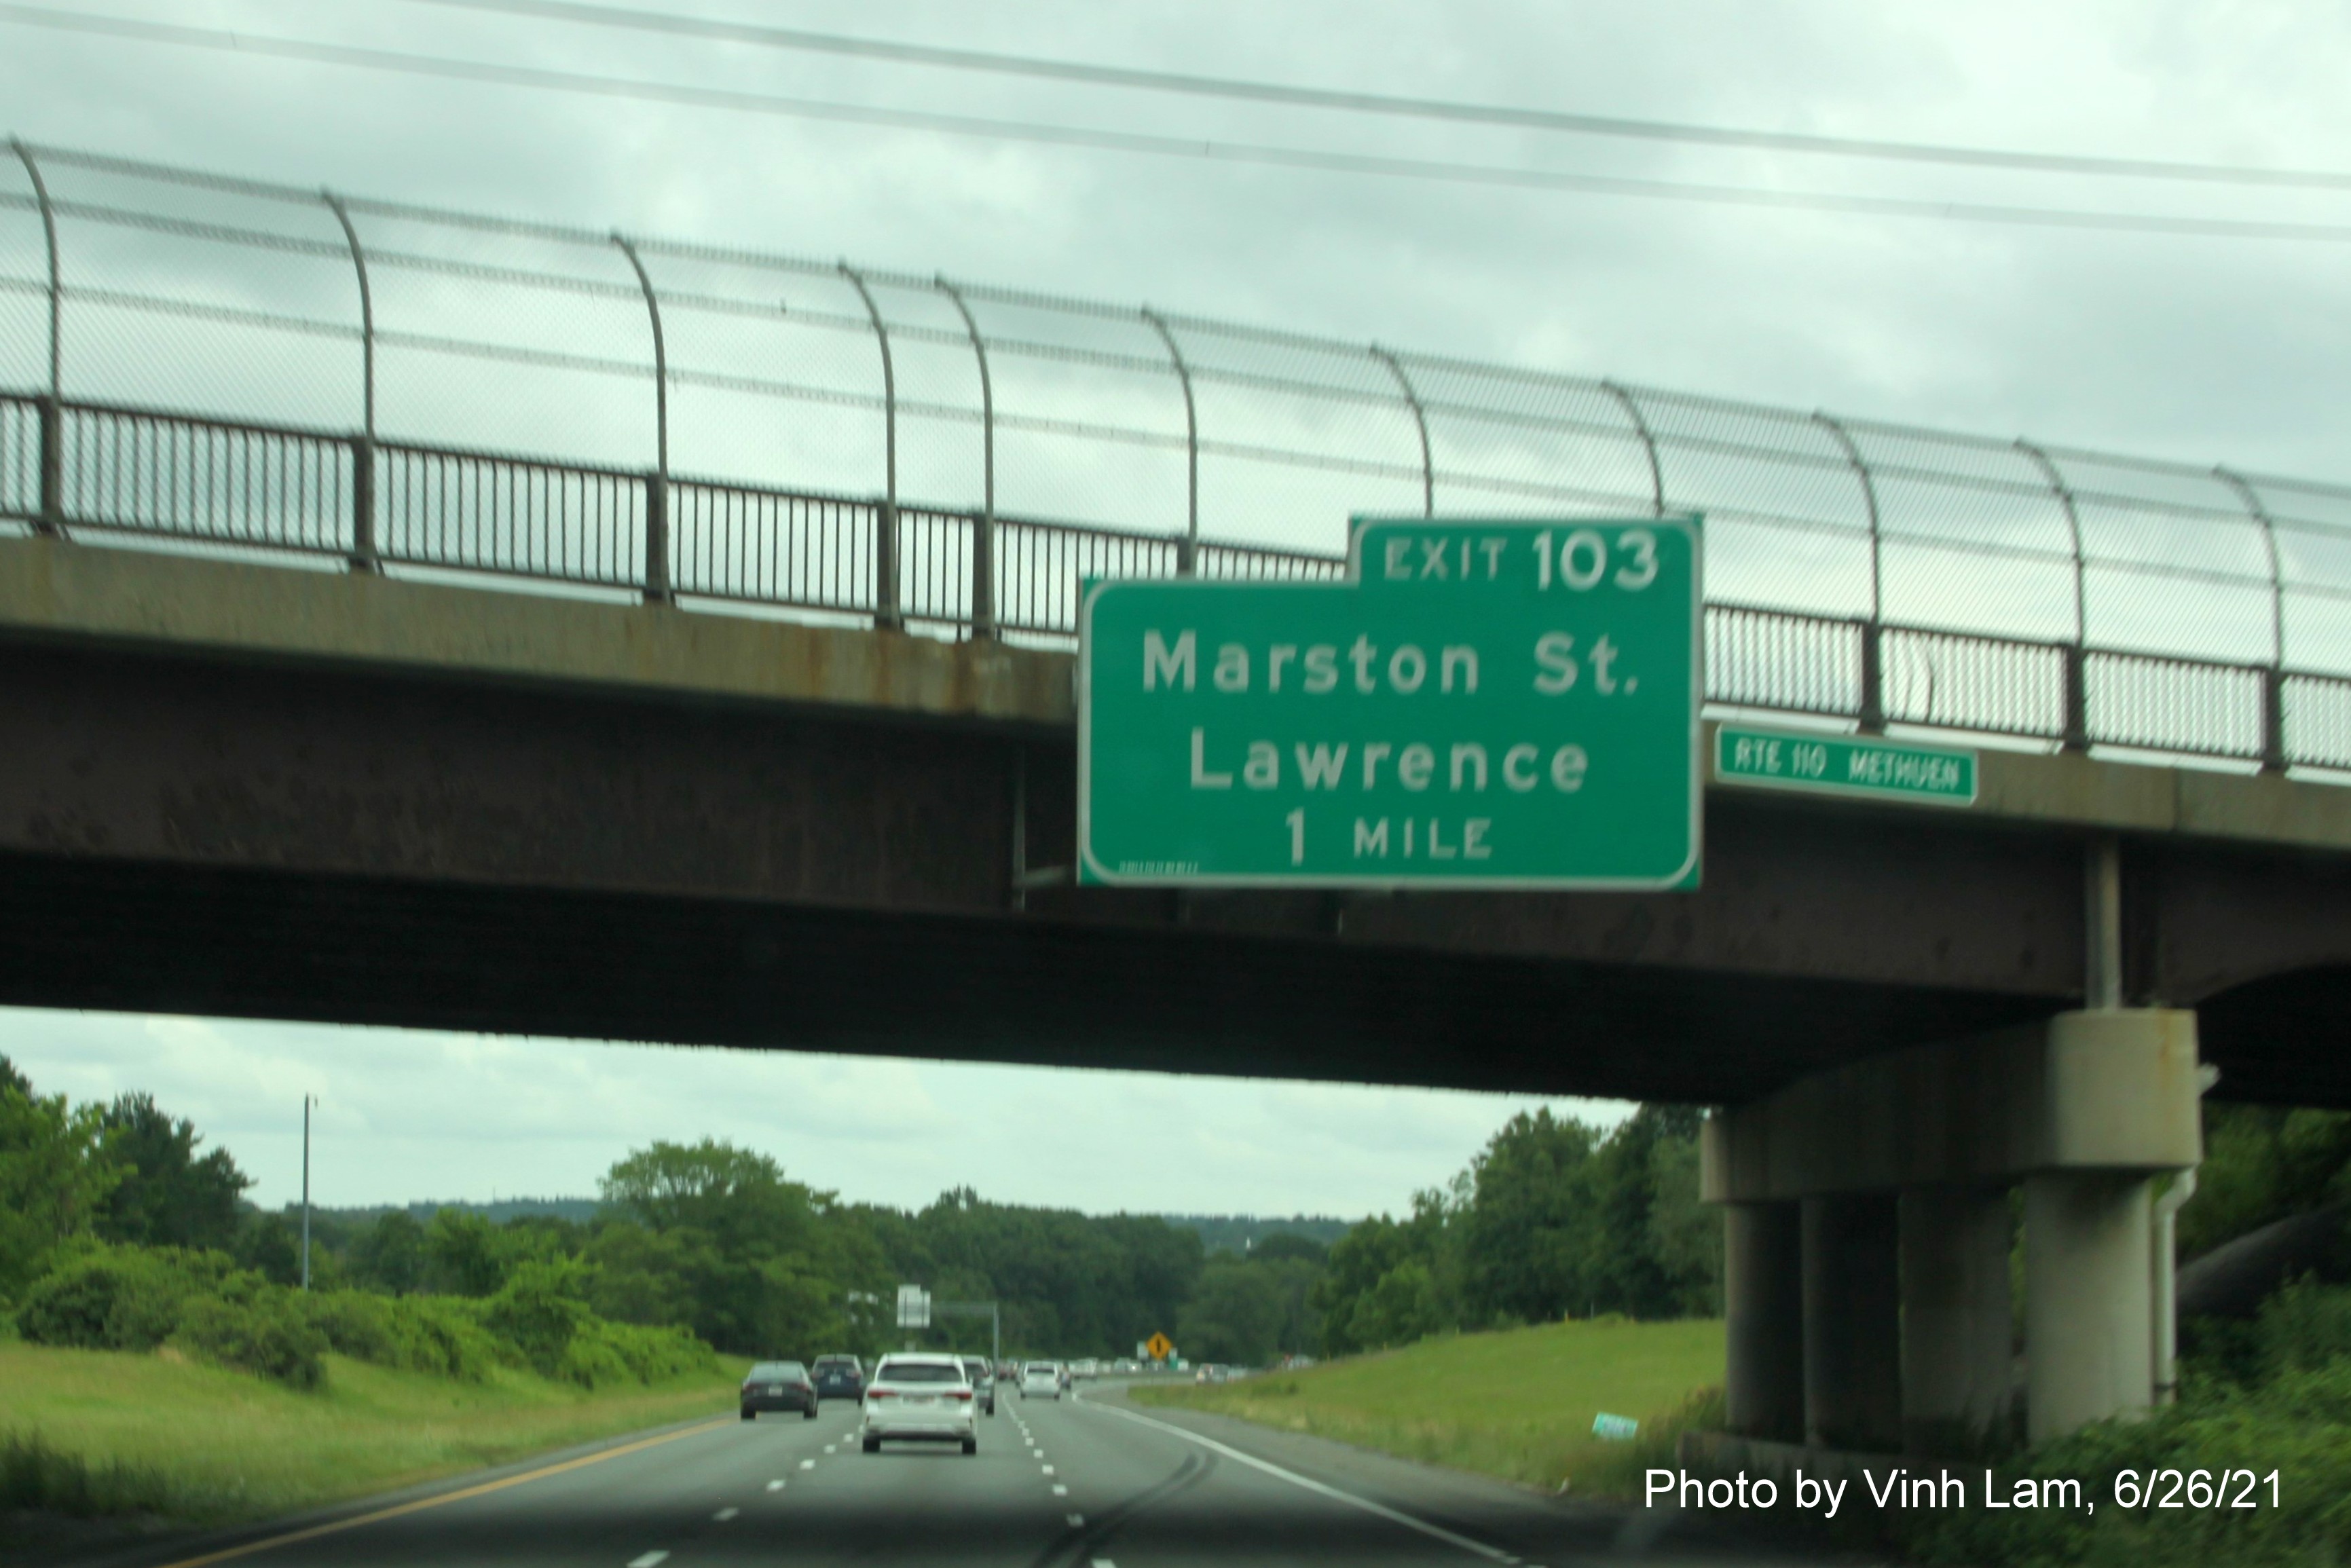 EXIT 103
Marston St.
Lawrence
1 MILE
RTE 110 METHUEN
Photo by Vinh Lam, 6/26/21